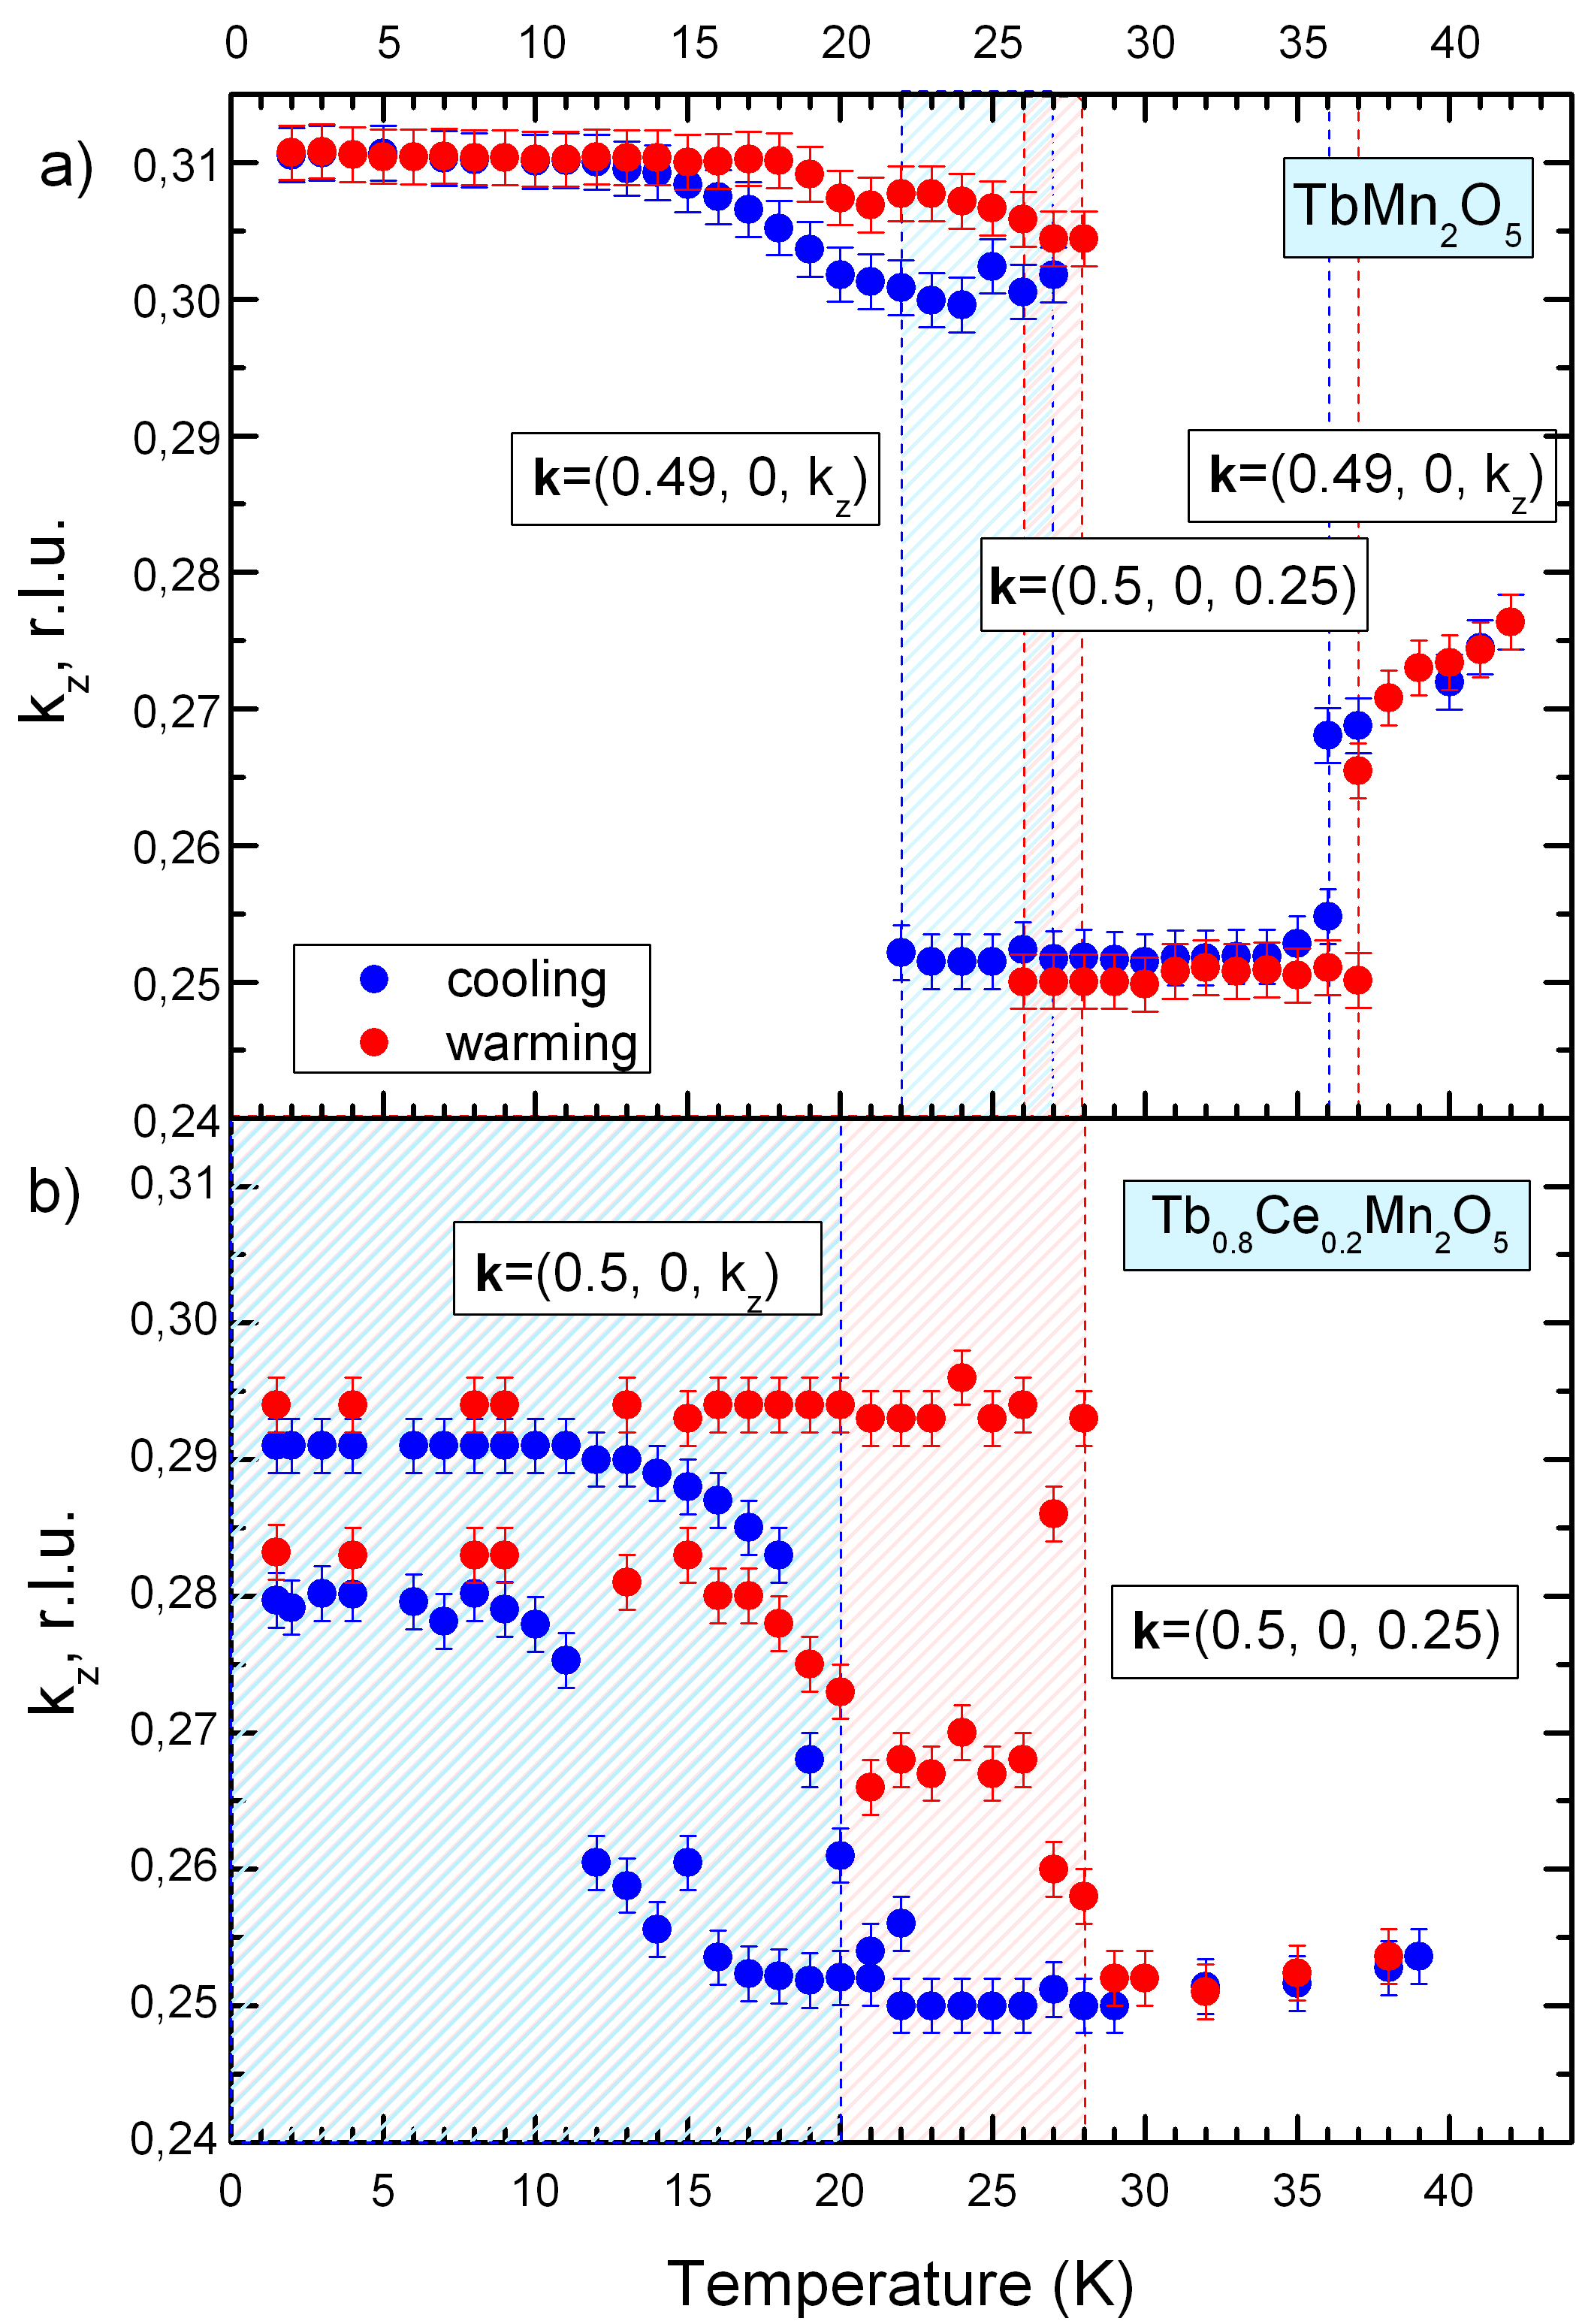 0 5 10 15 20 25 30 35 40
a)
0,31
TbMn2O5
0,30
0,29
k=(0.49, 0, kz)
k=(0.49, 0, kz)
0,28
k=(0.5, 0, 0.25)
kz, r.l.u.
0,27
0,26
0,25
cooling
warming
0,24
b)
0,31
Tb0.8Ce0.2Mn2O5
k=(0.5, 0, kz)
0,30
0,29
0,28
k=(0.5, 0, 0.25)
kz, r.l.u.
0,27
0,26
0,25
0,24
0 5 10 15 20 25 30 35 40
Temperature (K)